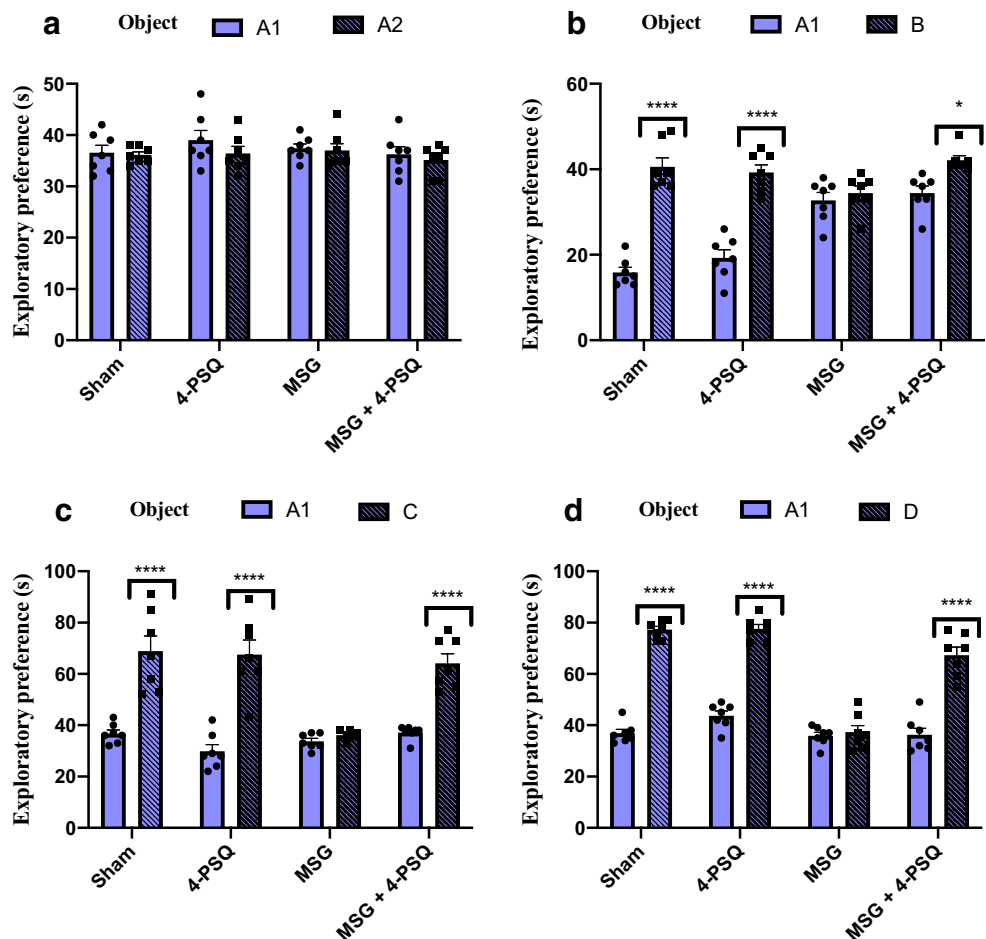 a Object A1 A2
Exploratory preference (s)
50
40
30
20
10
0
Sham
4-PSQ
MSG
MSG + 4-PSQ
b Object A1 B
Exploratory preference (s)
60
40
20
0
**** **** *
Sham
4-PSQ
MSG
MSG + 4-PSQ
c Object A1 C
Exploratory preference (s)
100
80
60
40
20
0
**** **** ****
Sham
4-PSQ
MSG
MSG + 4-PSQ
d Object A1 D
Exploratory preference (s)
100
80
60
40
20
0
**** **** ****
Sham
4-PSQ
MSG
MSG + 4-PSQ